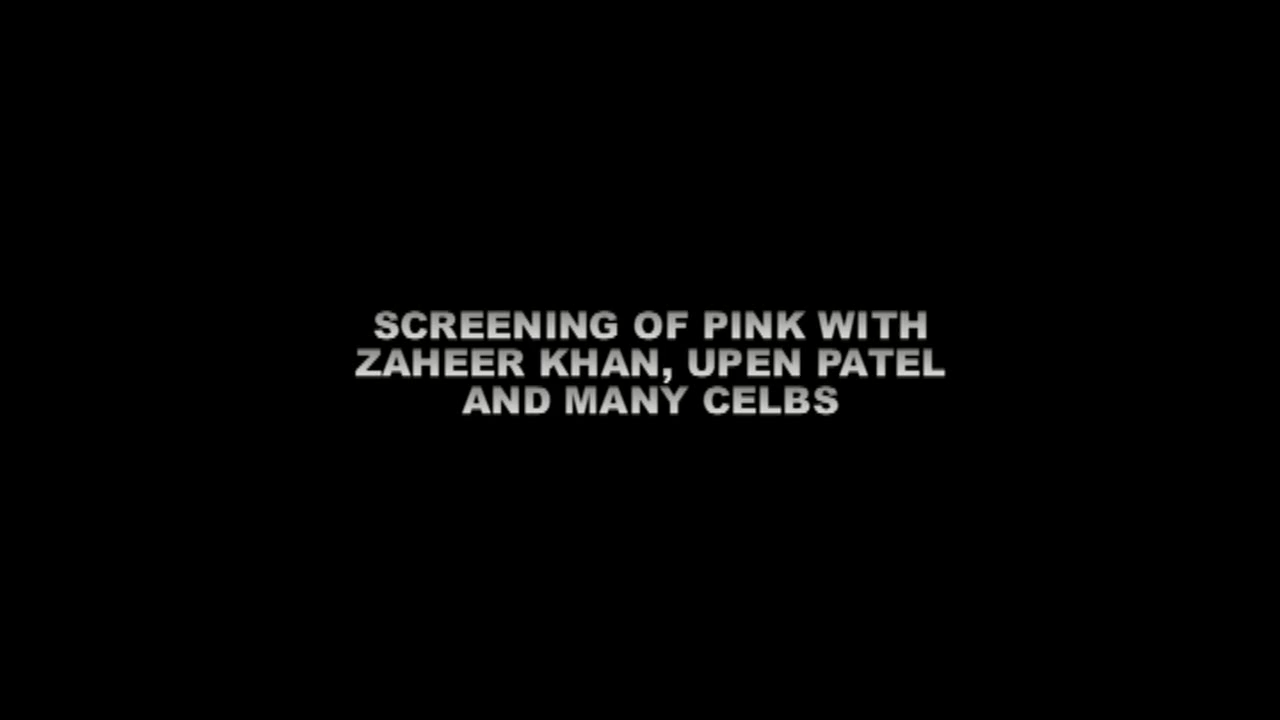 SCREENING OF PINK WITH
ZAHEER KHAN, UPEN PATEL
AND MANY CELBS